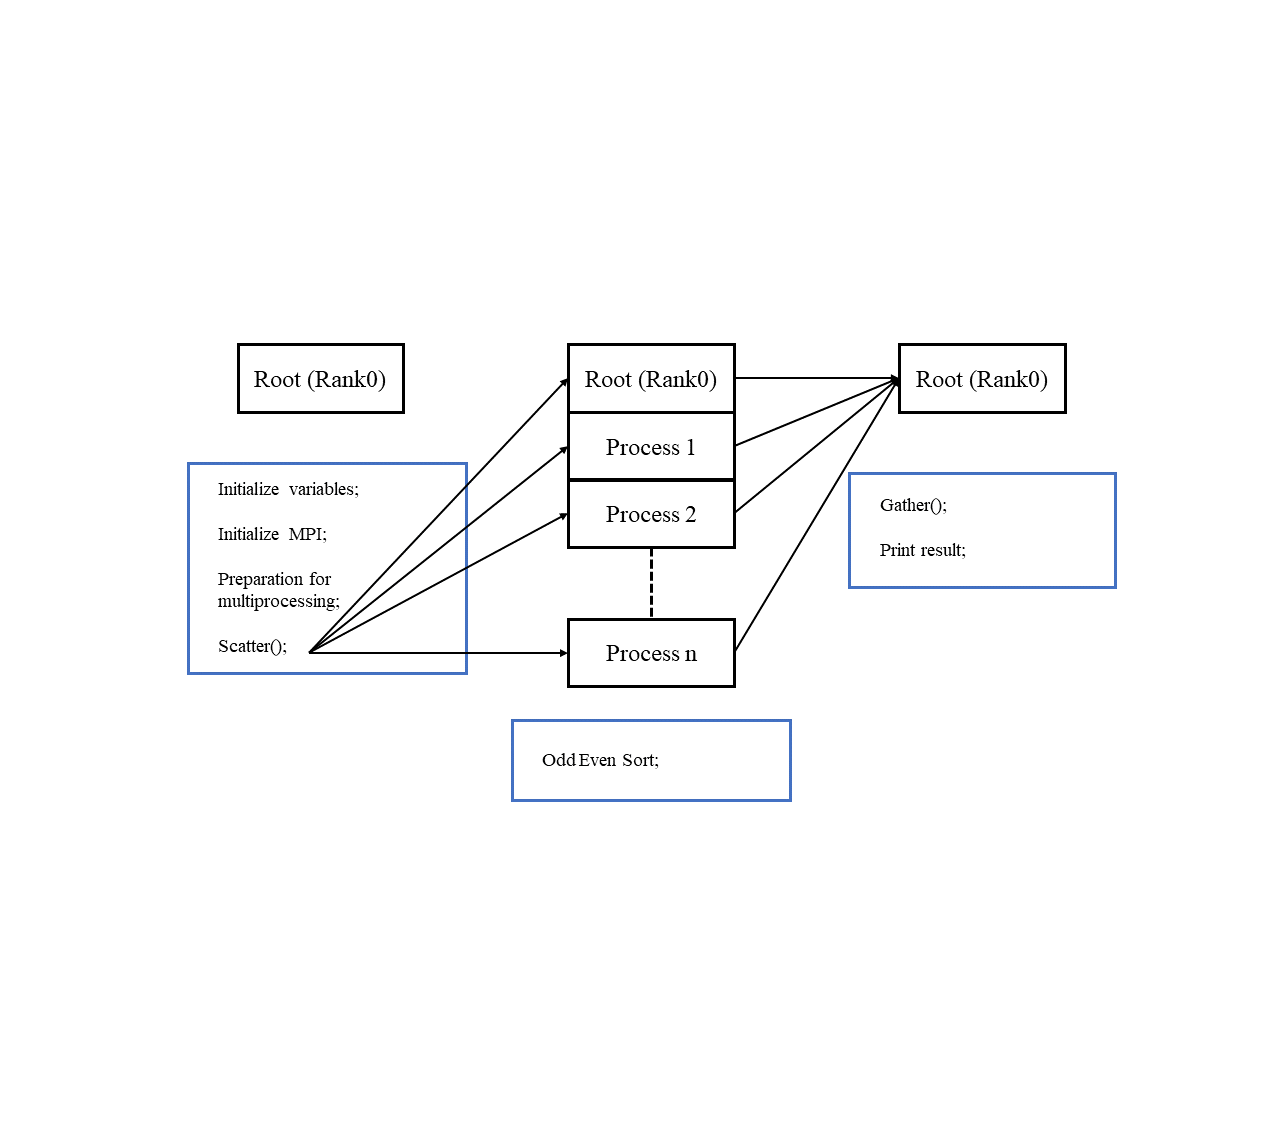 Root (Rank0)
Initialize variables;
Initialize MPI;
Preparation for
multiprocessing;
Scatter();
Root (Rank0)
Process 1
Process 2
Process n
Odd Even Sort;
Root (Rank0)
Gather();
Print result;